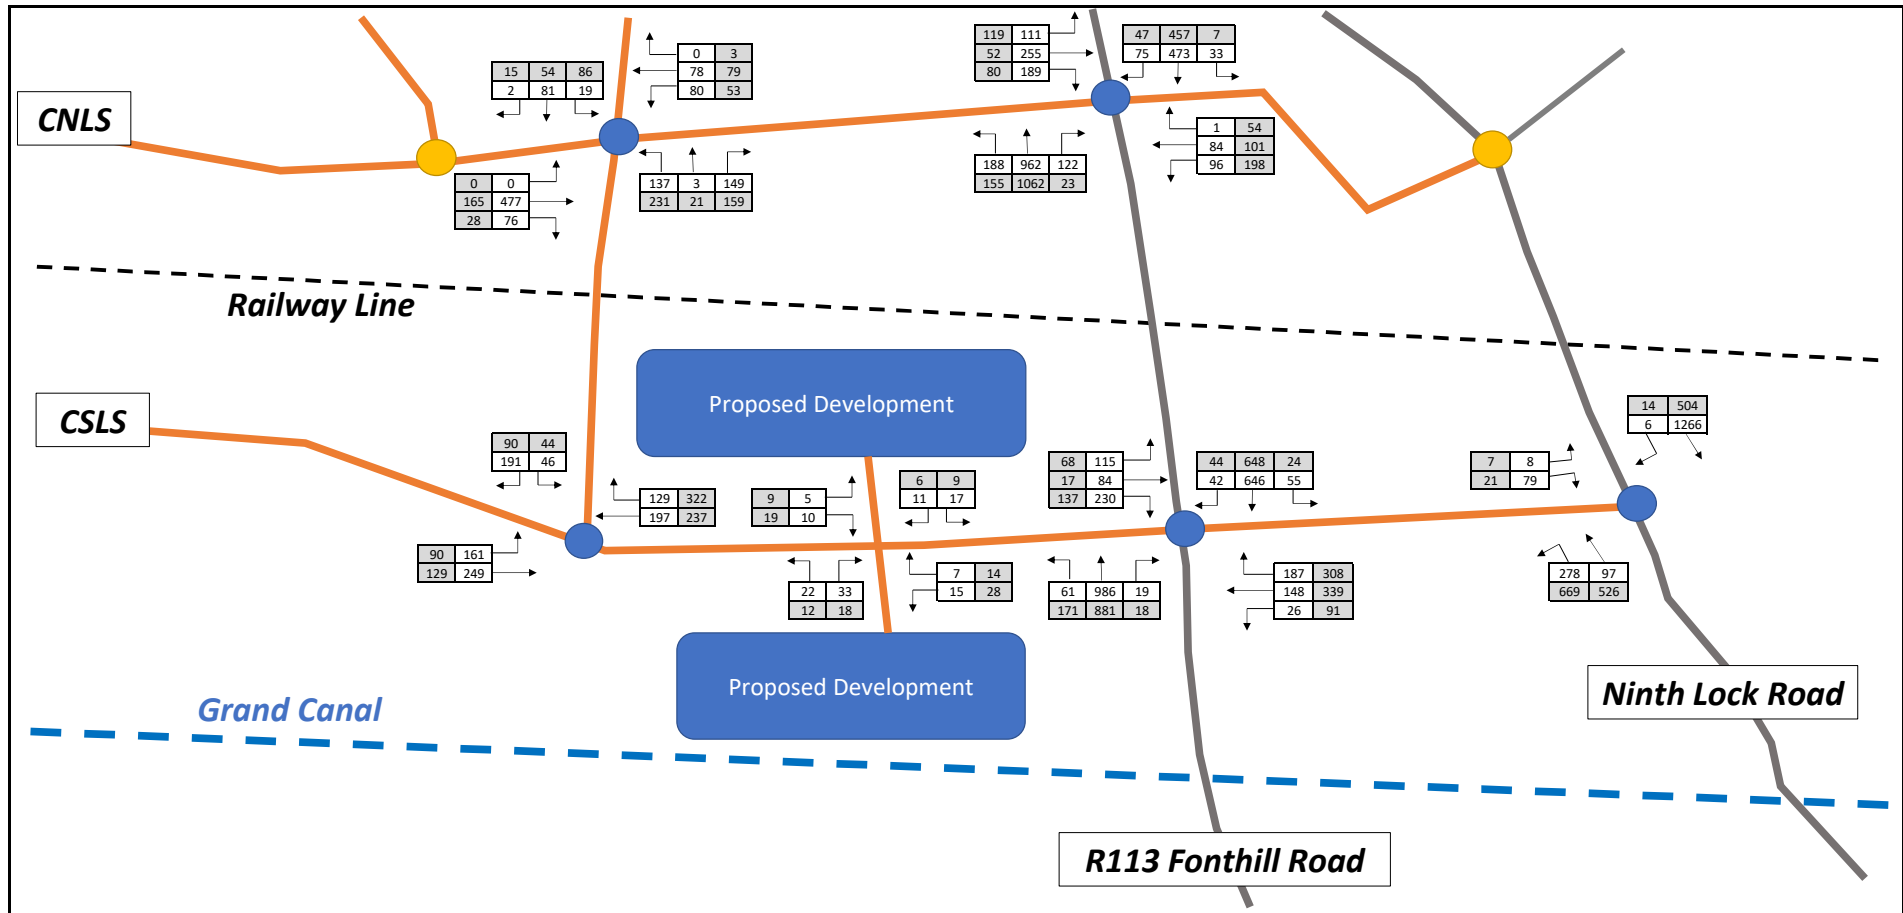 119 111
52 255
80 189
47 457 7
75 473 33
0 3
78 79
80 53
15 54 86
2 81 19
CNLS
1 54
84 101
96 198
188 962 122
155 1062 23
0 0
165 477
28 76
137 3 149
231 21 159
Railway Line
Proposed Development
CSLS
14 504
6 1266
90 44
191 46
68 115
17 84
137 230
44 648 24
42 646 55
7 8
21 79
6 9
11 17
9 5
19 10
129 322
197 237
90 161
129 249
7 14
15 28
22 33
12 18
61 986 19
171 881 18
187 308
148 339
26 91
278 97
669 526
Proposed Development
Ninth Lock Road
Grand Canal
R113 Fonthill Road